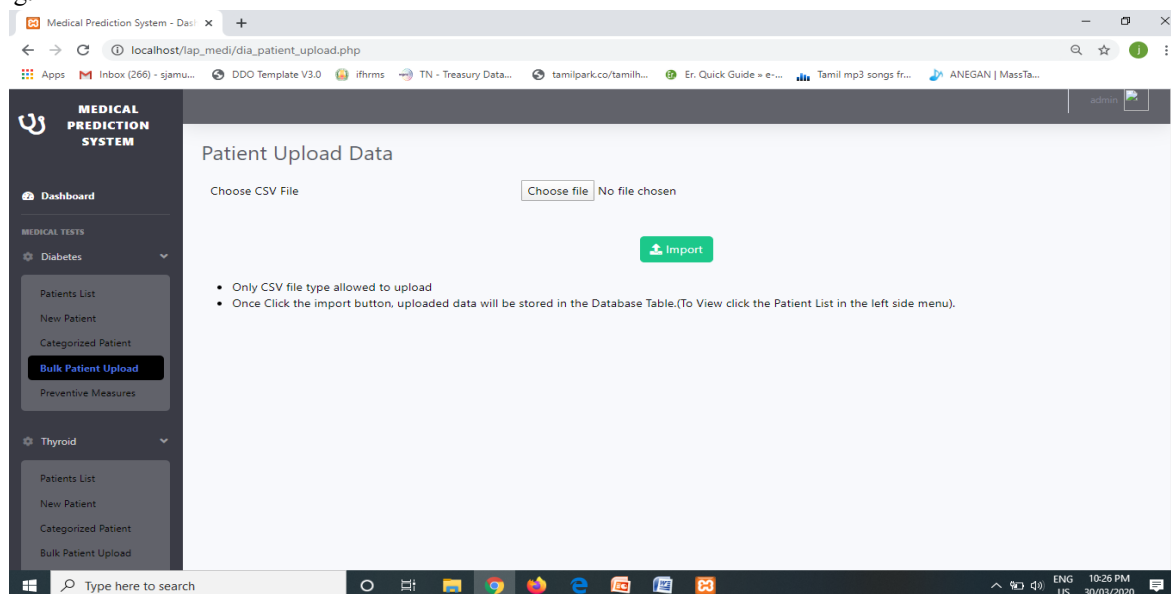 g.
Medical Prediction System - Das
localhost/lap_medi/dia_patient_upload.php
j
Apps Inbox (266) - sjamu... DDO Template V3.0 ifhrms TN - Treasury Data... tamilpark.co/tamilh... Er. Quick Guide » e-... Tamil mp3 songs fr... ANEGAN | MassTa...
MEDICAL
PREDICTION
SYSTEM
admin
Patient Upload Data
Choose CSV File Choose file No file chosen
Import
• Only CSV file type allowed to upload
• Once Click the import button, uploaded data will be stored in the Database Table.(To View click the Patient List in the left side menu).
Dashboard
MEDICAL TESTS
Diabetes
Patients List
New Patient
Categorized Patient
Bulk Patient Upload
Preventive Measures
Thyroid
Patients List
New Patient
Categorized Patient
Bulk Patient Upload
Type here to search
ENG 10:26 PM
US 30/03/2020